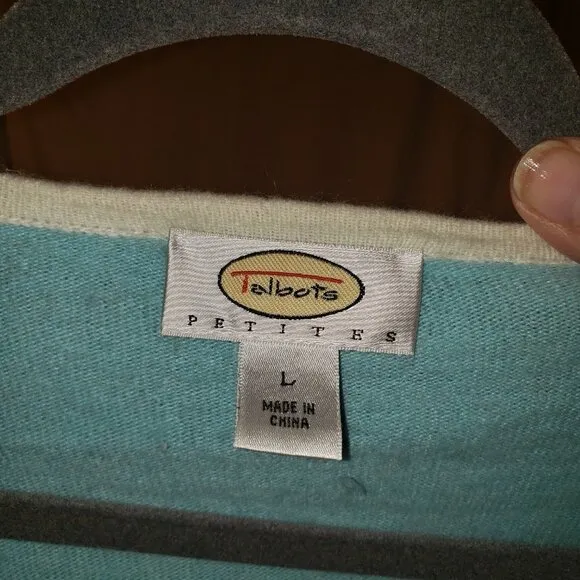 Talbots
PETITES
L
MADE IN
CHINA